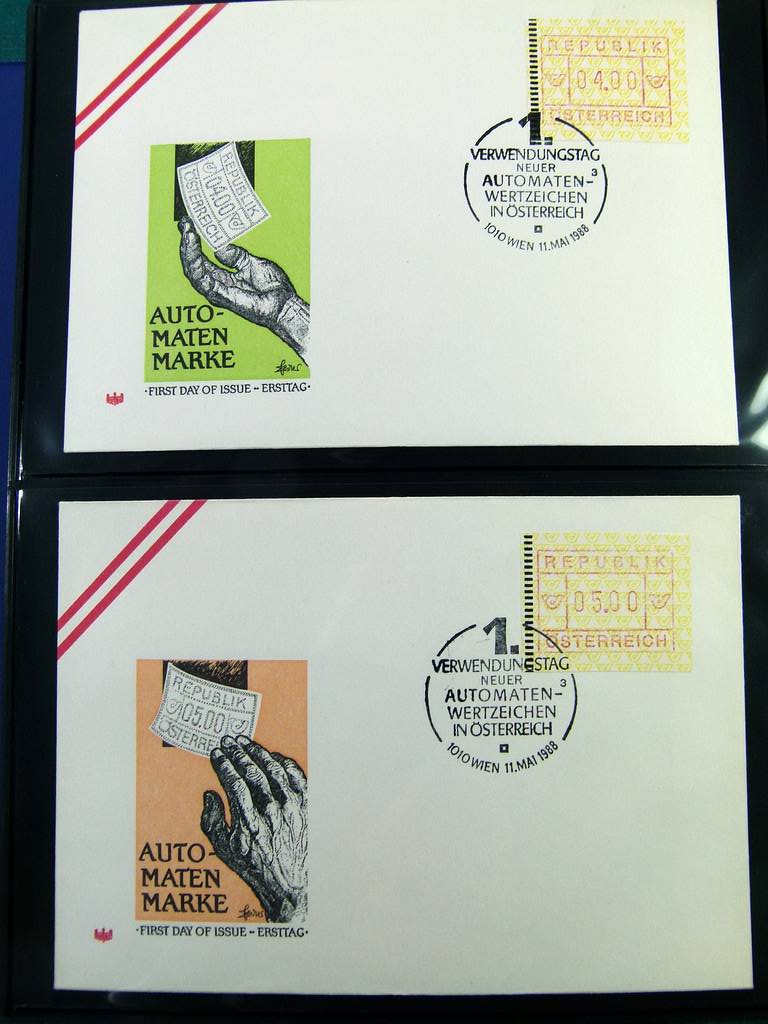 REPUBLIK
04.00
ÖSTERREICH
1.
VERWENDUNGSTAG
NEUER
3
AUTOMATEN-
WERTZEICHEN
IN ÖSTERREICH
1010 WIEN 11.MAI 1988
REPUBLIK
04.00
ÖSTERREICH
AUTO-
MATEN
MARKE
·FIRST DAY OF ISSUE -- ERSTTAG·
REPUBLIK
05.00
ÖSTERREICH
1.
VERWENDUNGSTAG
NEUER
3
AUTOMATEN-
WERTZEICHEN
IN ÖSTERREICH
1010 WIEN 11.MAI 1988
REPUBLIK
05.00
ÖSTERRE
AUTO-
MATEN
MARKE
·FIRST DAY OF ISSUE -- ERSTTAG·